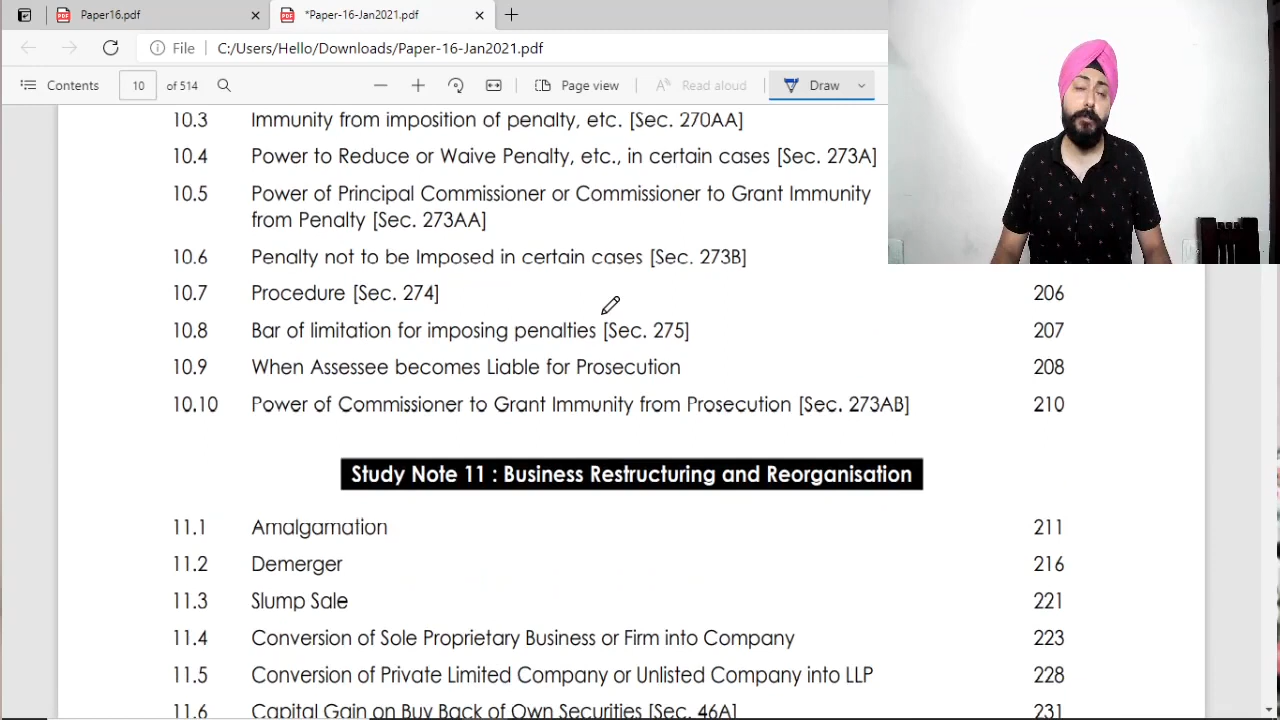 Paper16.pdf
*Paper-16-Jan2021.pdf
File C:/Users/Hello/Downloads/Paper-16-Jan2021.pdf
Contents 10 of 514 Page view Read aloud Draw
10.3 Immunity from imposition of penalty, etc. [Sec. 270AA]
10.4 Power to Reduce or Waive Penalty, etc., in certain cases [Sec. 273A]
10.5 Power of Principal Commissioner or Commissioner to Grant Immunity
from Penalty [Sec. 273AA]
10.6 Penalty not to be Imposed in certain cases [Sec. 273B]
10.7 Procedure [Sec. 274] 206
10.8 Bar of limitation for imposing penalties [Sec. 275] 207
10.9 When Assessee becomes Liable for Prosecution 208
10.10 Power of Commissioner to Grant Immunity from Prosecution [Sec. 273AB] 210
Study Note 11 : Business Restructuring and Reorganisation
11.1 Amalgamation 211
11.2 Demerger 216
11.3 Slump Sale 221
11.4 Conversion of Sole Proprietary Business or Firm into Company 223
11.5 Conversion of Private Limited Company or Unlisted Company into LLP 228
11.6 Capital Gain on Buy Back of Own Securities [Sec. 46A] 231